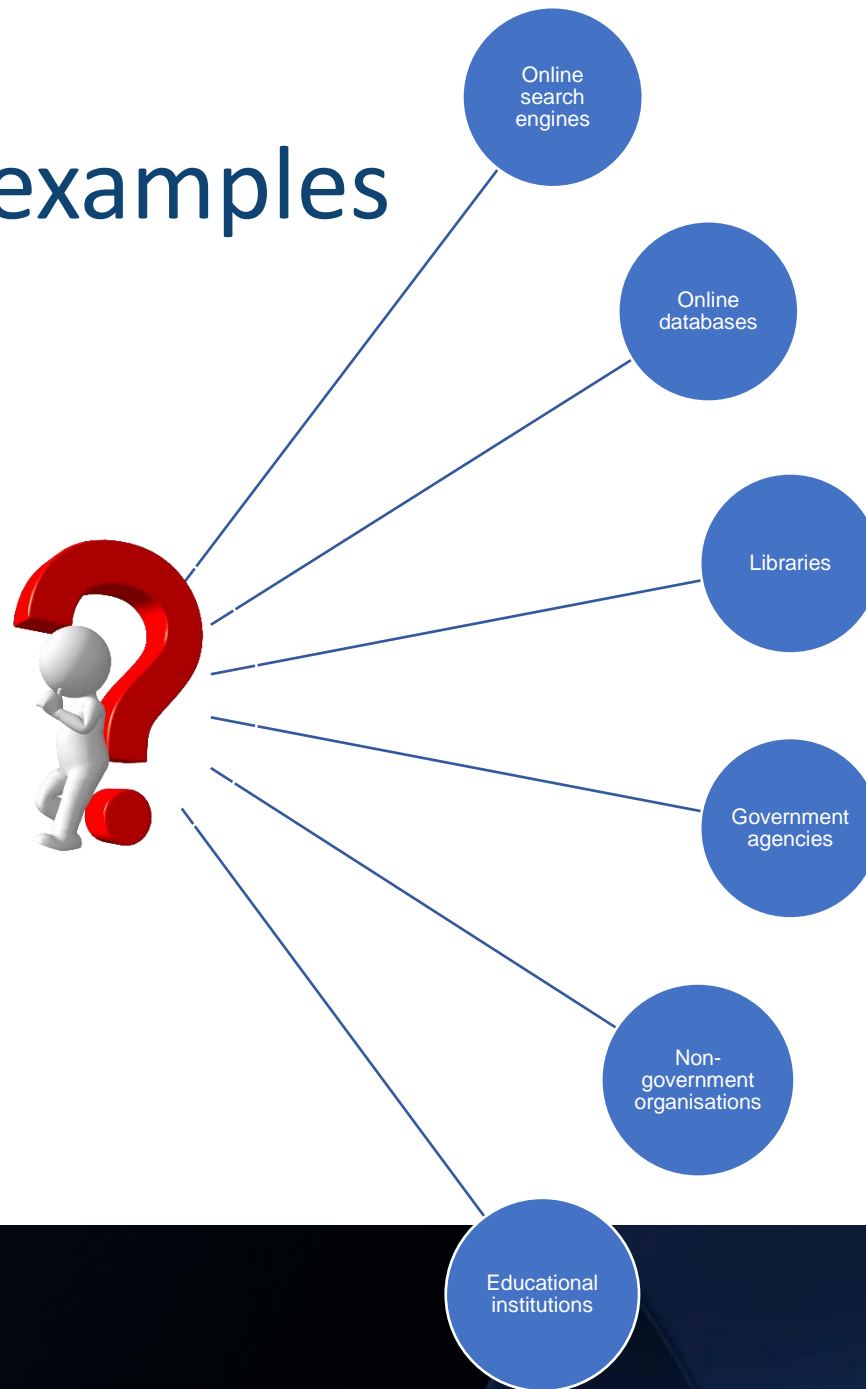 Online
search
engines
examples
Online
databases
Libraries
Government
agencies
Non-
government
organisations
Educational
institutions